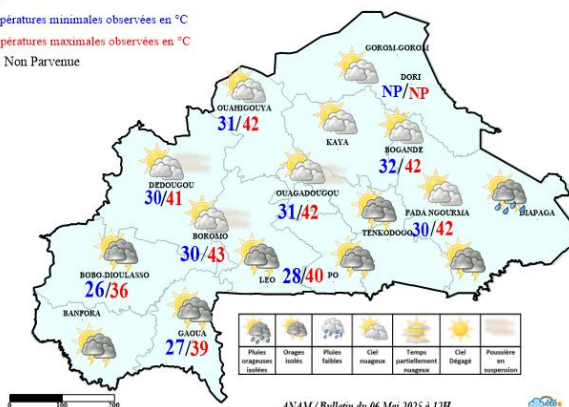 pératures minimales observées en °C
pératures maximales observées en °C
Non Parvenue
GOROM-GOROM
DORI
NP/NP
OUAHIGOUYA
31/42
KAYA
BOGANDE
32/42
DEDOUGOU
30/41
OUAGADOUGOU
31/42
FADA NGOURMA
30/42
DIAPAGA
TENKODOGO
BOROMO
30/43
BOBO-DIOULASSO
26/36
LEO
28/40
PO
BANFORA
GAOUA
27/39
Pluies orageuses isolées
Orages isolés
Pluies faibles
Ciel nuageux
Temps partiellement nuageux
Ciel Dégagé
Poussière en suspension
ANAM / Bulletin du 06 Mai 2025 à 12H